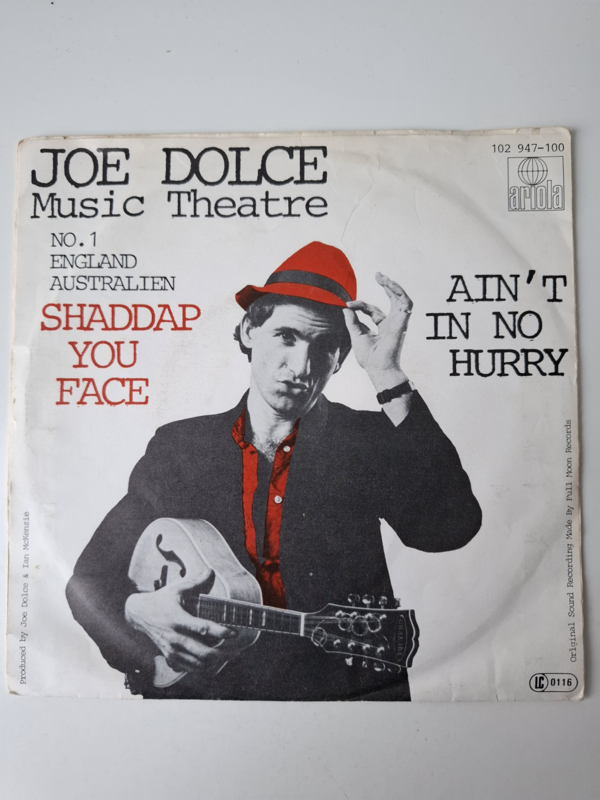 JOE DOLCE
Music Theatre
NO.1
ENGLAND
AUSTRALIEN
SHADDAP
YOU
FACE
102 947-100
ariola
AIN'T
IN NO
HURRY
Produced by Joe Dolce & Ian McKenzie
Original Sound Recording Made By Full Moon Records
LC 0116